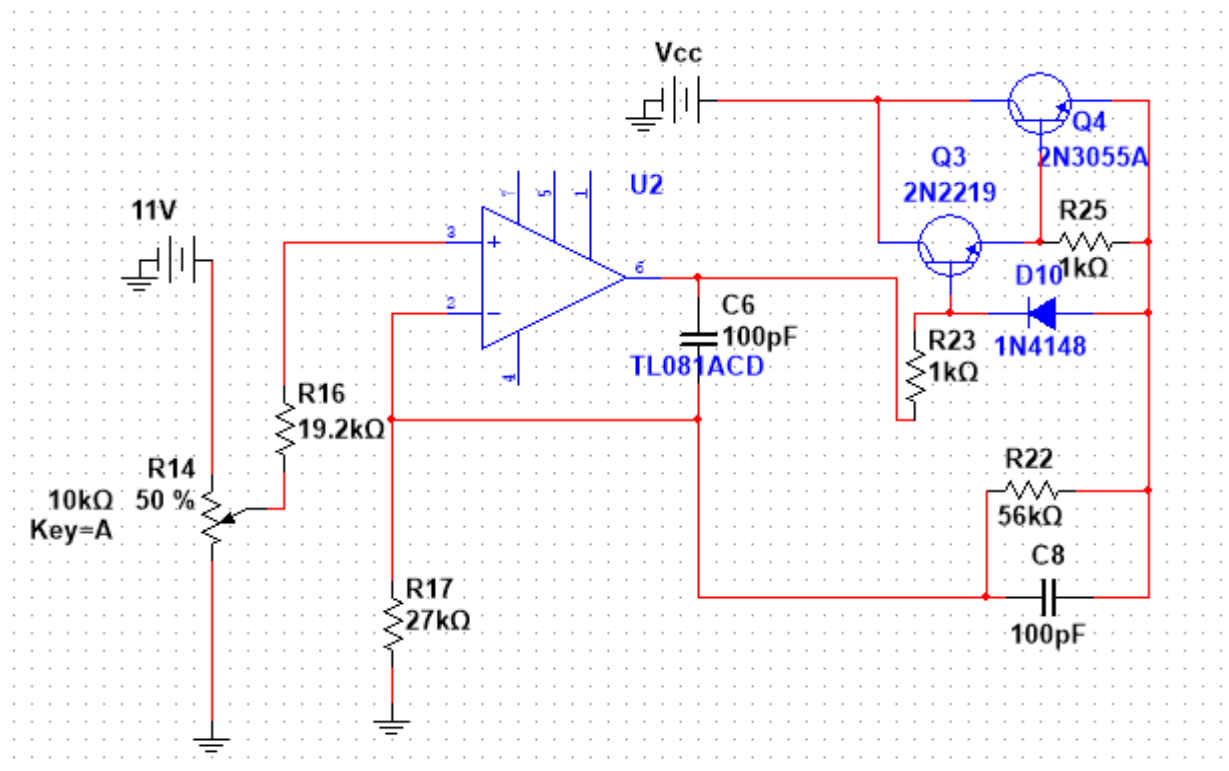 Vcc
Q4
2N3055A
Q3
2N2219
U2
7
5
1
11V
3
+
R25
1kΩ
6
D10
2
−
C6
100pF
R23
1kΩ
1N4148
TL081ACD
4
R16
19.2kΩ
R14
10kΩ 50 %
Key=A
R22
56kΩ
C8
100pF
R17
27kΩ